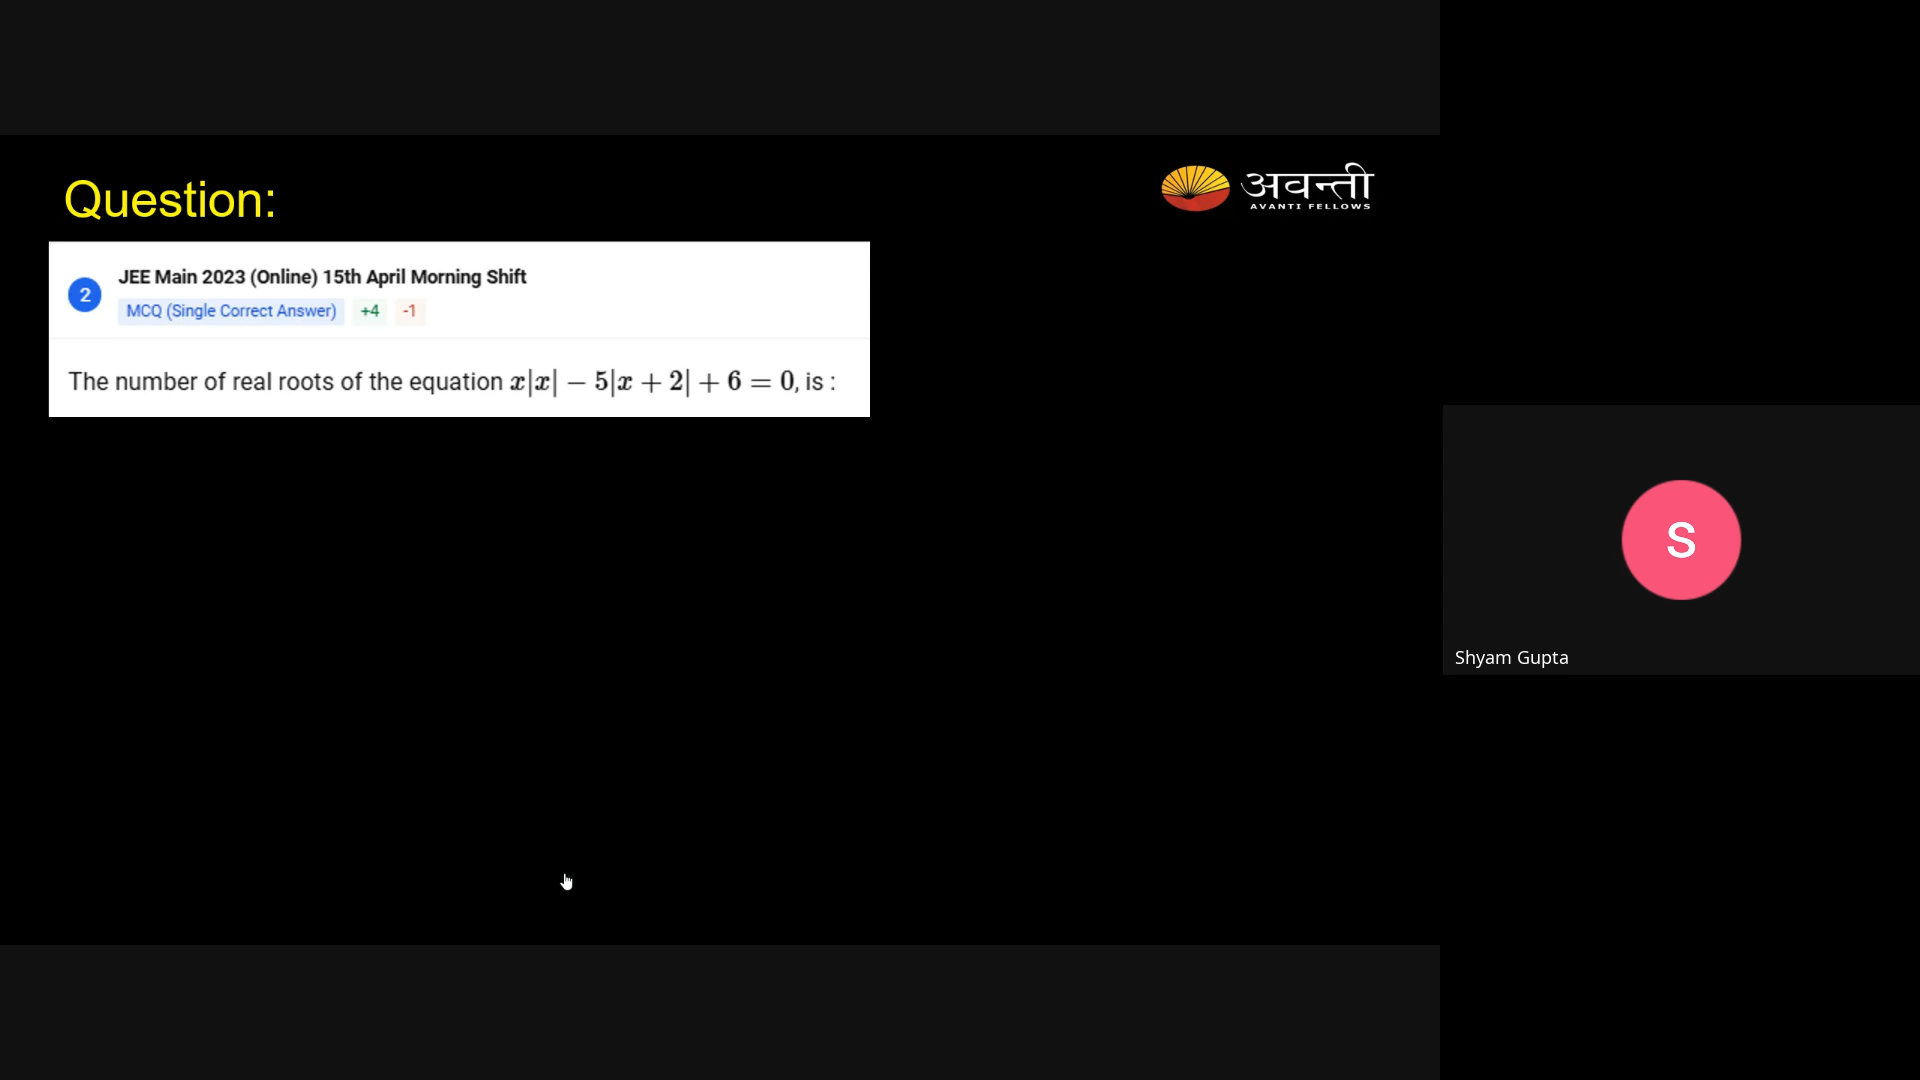 Question:
अवन्ती
AVANTI FELLOWS
2
JEE Main 2023 (Online) 15th April Morning Shift
MCQ (Single Correct Answer) +4 -1
The number of real roots of the equation x|x| − 5|x + 2| + 6 = 0, is :
S
Shyam Gupta